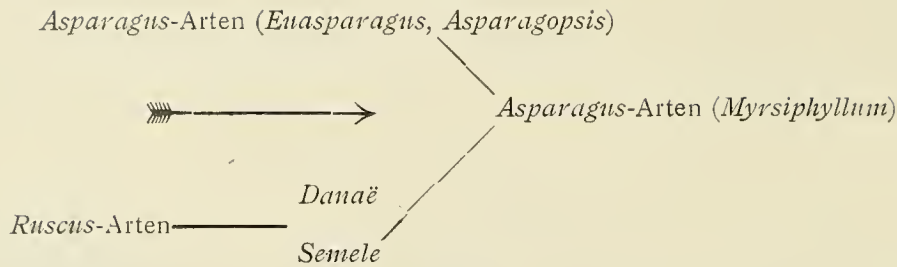 Asparagus-Arten (Euasparagus, Asparagopsis)
Asparagus-Arten (Myrsiphyllum)
Danaë
Ruscus-Arten
Semele